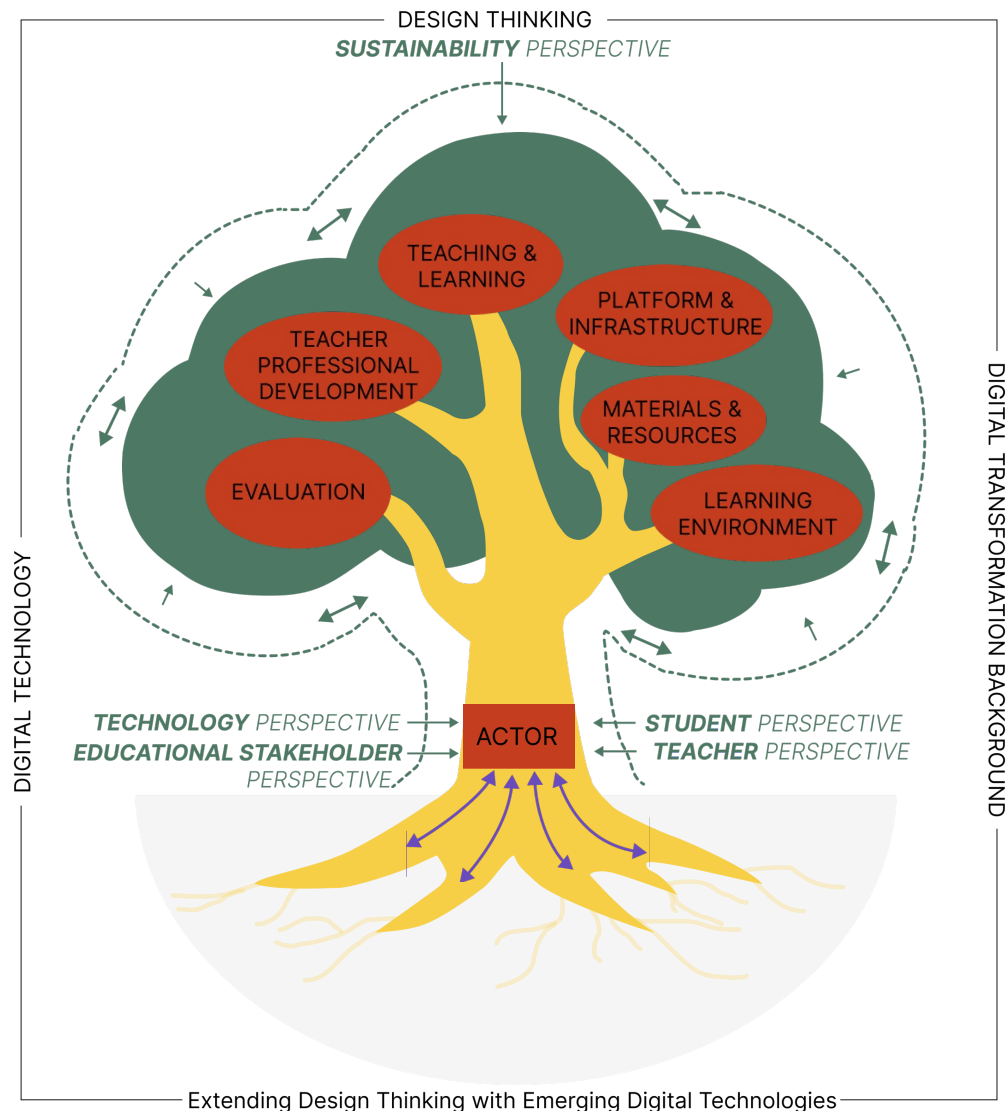 DESIGN THINKING
SUSTAINABILITY PERSPECTIVE
TEACHING &
LEARNING
PLATFORM &
INFRASTRUCTURE
TEACHER
PROFESSIONAL
DEVELOPMENT
MATERIALS &
RESOURCES
EVALUATION
LEARNING
ENVIRONMENT
DIGITAL TECHNOLOGY
DIGITAL TRANSFORMATION BACKGROUND
TECHNOLOGY PERSPECTIVE
EDUCATIONAL STAKEHOLDER
PERSPECTIVE
ACTOR
STUDENT PERSPECTIVE
TEACHER PERSPECTIVE
Extending Design Thinking with Emerging Digital Technologies